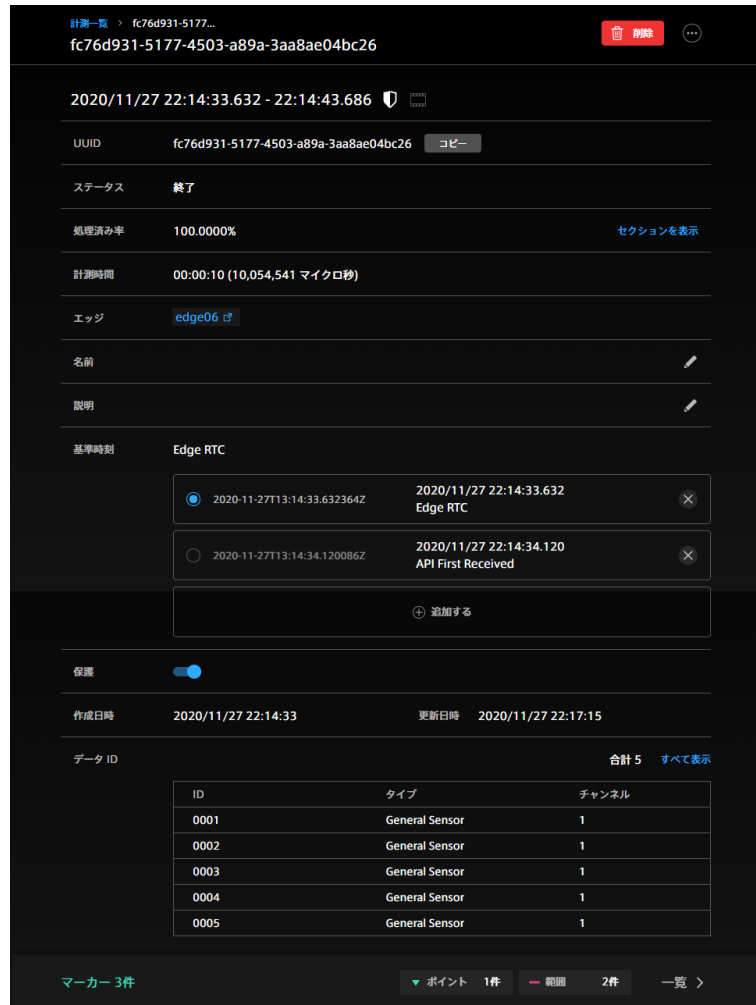 計測一覧 > fc76d931-5177...
fc76d931-5177-4503-a89a-3aa8ae04bc26
削除
2020/11/27 22:14:33.632 - 22:14:43.686
UUID fc76d931-5177-4503-a89a-3aa8ae04bc26 コピー
ステータス 終了
処理済み率 100.0000% セクションを表示
計測時間 00:00:10 (10,054,541 マイクロ秒)
エッジ edge06
名前
説明
基準時刻 Edge RTC
2020-11-27T13:14:33.632364Z 2020/11/27 22:14:33.632
Edge RTC
2020-11-27T13:14:34.120086Z 2020/11/27 22:14:34.120
API First Received
追加する
保護
作成日時 2020/11/27 22:14:33 更新日時 2020/11/27 22:17:15
データ ID 合計 5 すべて表示
ID タイプ チャンネル
0001 General Sensor 1
0002 General Sensor 1
0003 General Sensor 1
0004 General Sensor 1
0005 General Sensor 1
マーカー 3件 ポイント 1件 範囲 2件 一覧